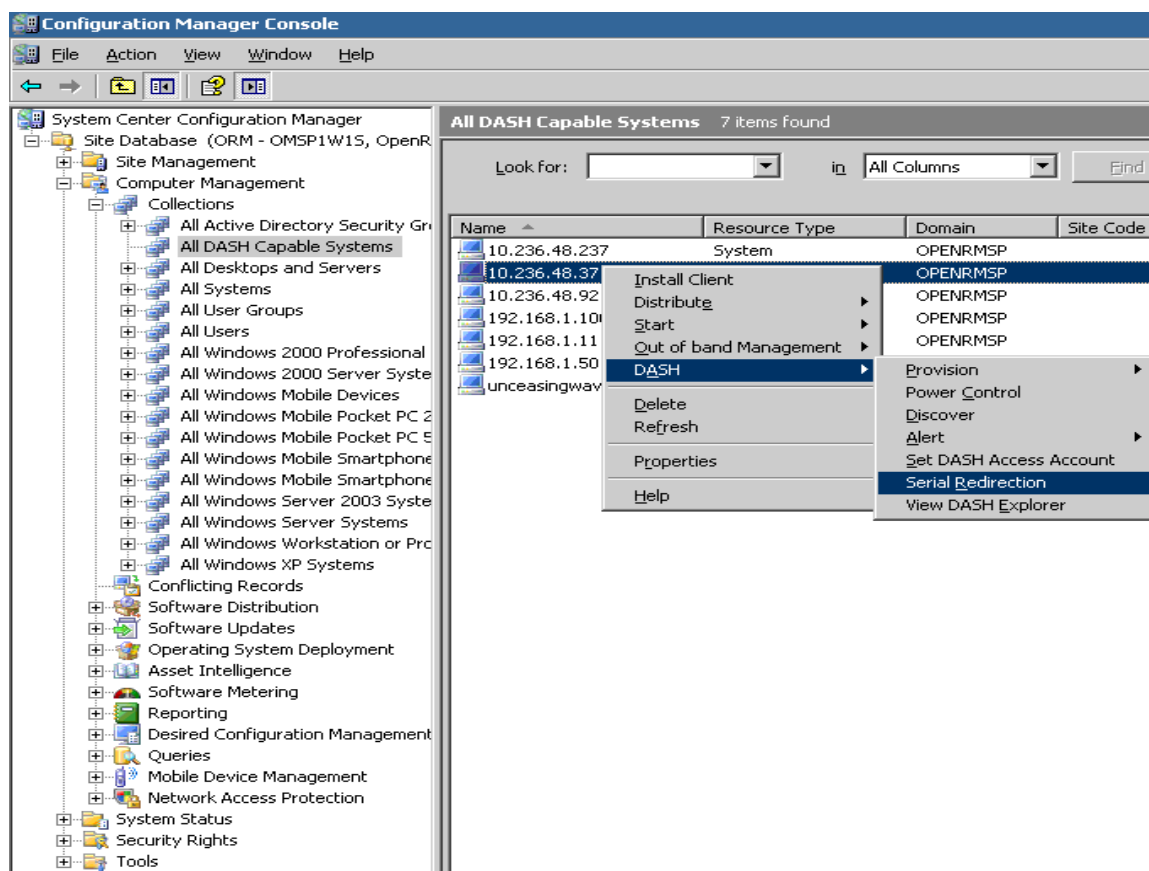 Configuration Manager Console
File Action View Window Help
System Center Configuration Manager
Site Database (ORM - OMSP1W1S, OpenR
Site Management
Computer Management
Collections
All Active Directory Security Gr
All DASH Capable Systems
All Desktops and Servers
All Systems
All User Groups
All Users
All Windows 2000 Professional
All Windows 2000 Server Syste
All Windows Mobile Devices
All Windows Mobile Pocket PC 2
All Windows Mobile Pocket PC 5
All Windows Mobile Smartphone
All Windows Mobile Smartphone
All Windows Server 2003 Syste
All Windows Server Systems
All Windows Workstation or Pro
All Windows XP Systems
Conflicting Records
Software Distribution
Software Updates
Operating System Deployment
Asset Intelligence
Software Metering
Reporting
Desired Configuration Management
Queries
Mobile Device Management
Network Access Protection
System Status
Security Rights
Tools
All DASH Capable Systems 7 items found
Look for: in All Columns Find
Name Resource Type Domain Site Code
10.236.48.237 System OPENRMSP
10.236.48.37 OPENRMSP
10.236.48.92 OPENRMSP
192.168.1.10 OPENRMSP
192.168.1.11 OPENRMSP
192.168.1.50
unceasingwav
Install Client
Distribute
Start
Out of band Management
DASH
Delete
Refresh
Properties
Help
Provision
Power Control
Discover
Alert
Set DASH Access Account
Serial Redirection
View DASH Explorer